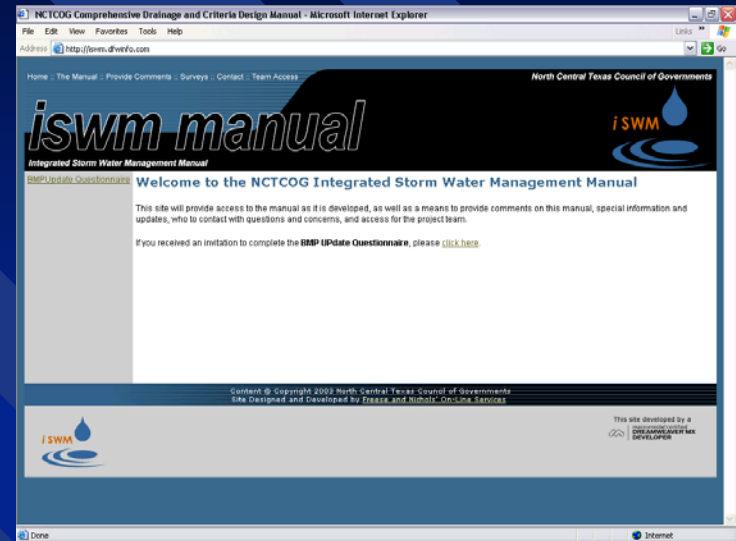 NCTCOG Comprehensive Drainage and Criteria Design Manual - Microsoft Internet Explorer
File Edit View Favorites Tools Help
Links »
Address http://iswm.dfwinfo.com
Go
Home :: The Manual :: Provide Comments :: Surveys :: Contact :: Team Access
North Central Texas Council of Governments
iswm manual
i SWM
Integrated Storm Water Management Manual
BMPUpdate Questionnaire
Welcome to the NCTCOG Integrated Storm Water Management Manual
This site will provide access to the manual as it is developed, as well as a means to provide comments on this manual, special information and
updates, who to contact with questions and concerns, and access for the project team.
If you received an invitation to complete the BMP UPdate Questionnaire, please click here.
Content © Copyright 2003 North Central Texas Council of Governments
Site Designed and Developed by Freese and Nichols' On-Line Services
i SWM
This site developed by a
macromedia certified
DREAMWEAVER MX
DEVELOPER
Done
Internet